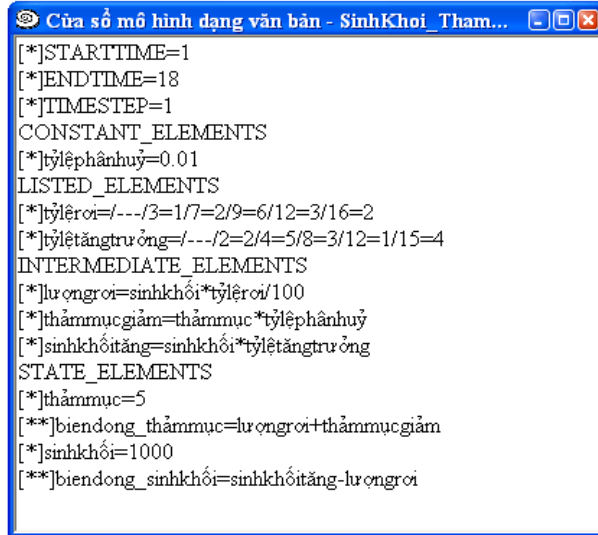 Cửa sổ mô hình dạng văn bản - SinhKhoi_Tham...
[*]STARTTIME=1
[*]ENDTIME=18
[*]TIMESTEP=1
CONSTANT_ELEMENTS
[*]tỷlệphânhuỷ=0.01
LISTED_ELEMENTS
[*]tỷlệrơi=/---/3=1/7=2/9=6/12=3/16=2
[*]tỷlệtăngtrưởng=/---/2=2/4=5/8=3/12=1/15=4
INTERMEDIATE_ELEMENTS
[*]lượngrơi=sinhkhối*tỷlệrơi/100
[*]thảmmụcgiảm=thảmmục*tỷlệphânhuỷ
[*]sinhkhôităng=sinhkhối*tỷlệtăngtrưởng
STATE_ELEMENTS
[*]thảmmục=5
[**]biendong_thảmmục=lượngrơi+thảmmụcgiảm
[*]sinhkhối=1000
[**]biendong_sinhkhối=sinhkhốităng-lượngrơi